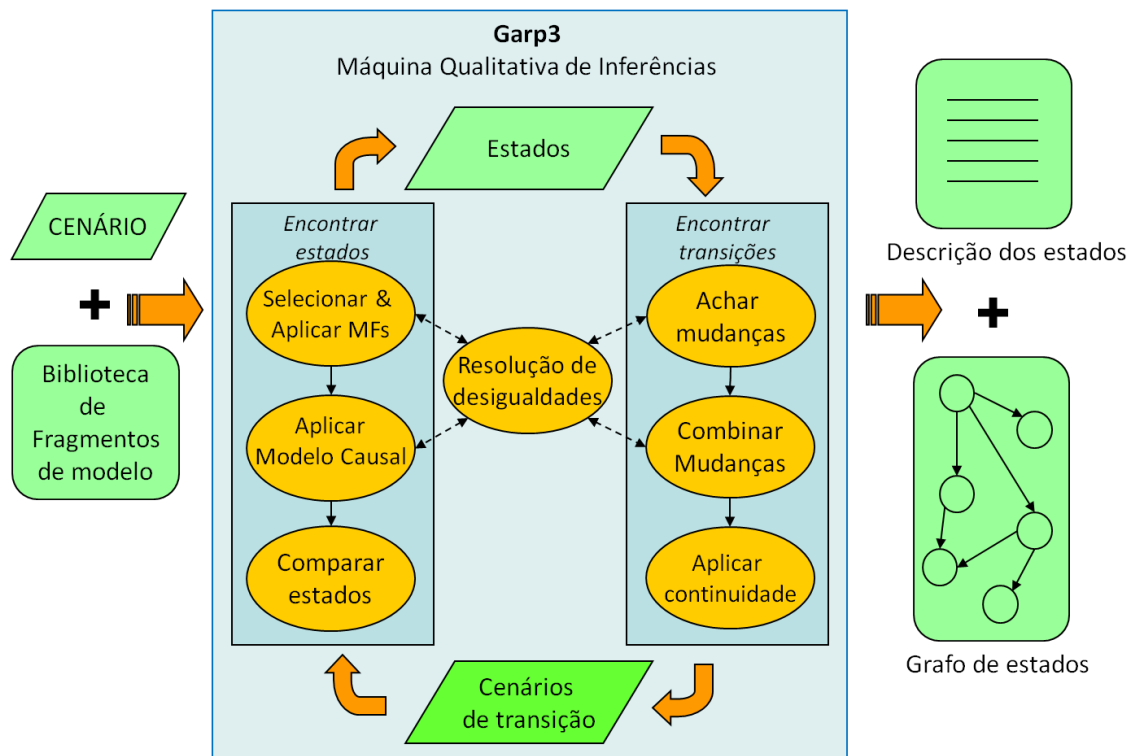 Garp3
Máquina Qualitativa de Inferências
CENÁRIO
+
Biblioteca
de
Fragmentos
de modelo
Estados
Encontrar
estados
Selecionar &
Aplicar MFs
Aplicar
Modelo Causal
Comparar
estados
Resolução de
desigualdades
Encontrar
transições
Achar
mudanças
Combinar
Mudanças
Aplicar
continuidade
Cenários
de transição
Descrição dos estados
+
Grafo de estados